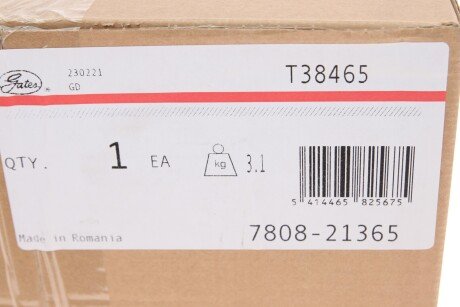 Gates®
230221
GD
T38465
QTY. 1 EA kg 3.1
5 414465 825675
Made in Romania
7808-21365